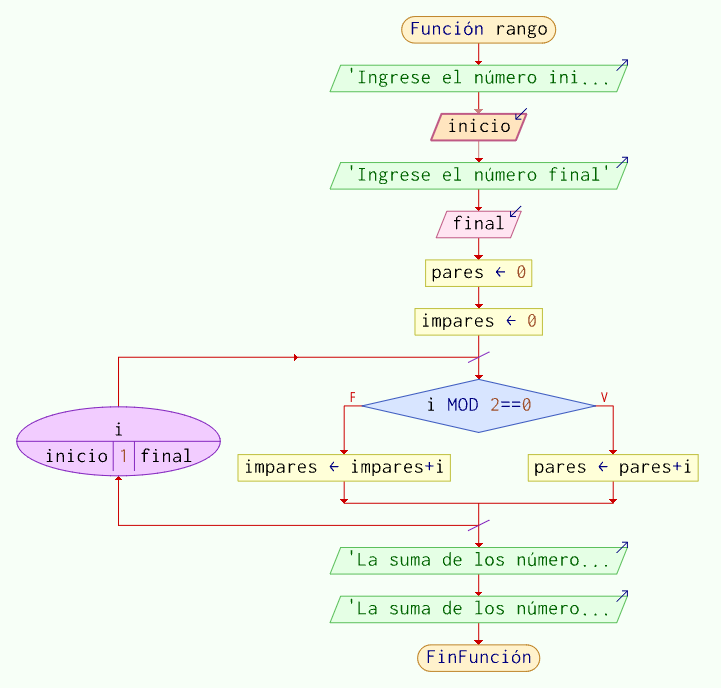 Función rango
'Ingrese el número ini...
inicio
'Ingrese el número final'
final
pares ← 0
impares ← 0
F
i MOD 2==0
V
i
inicio 1 final
impares ← impares+i
pares ← pares+i
'La suma de los número...
'La suma de los número...
FinFunción